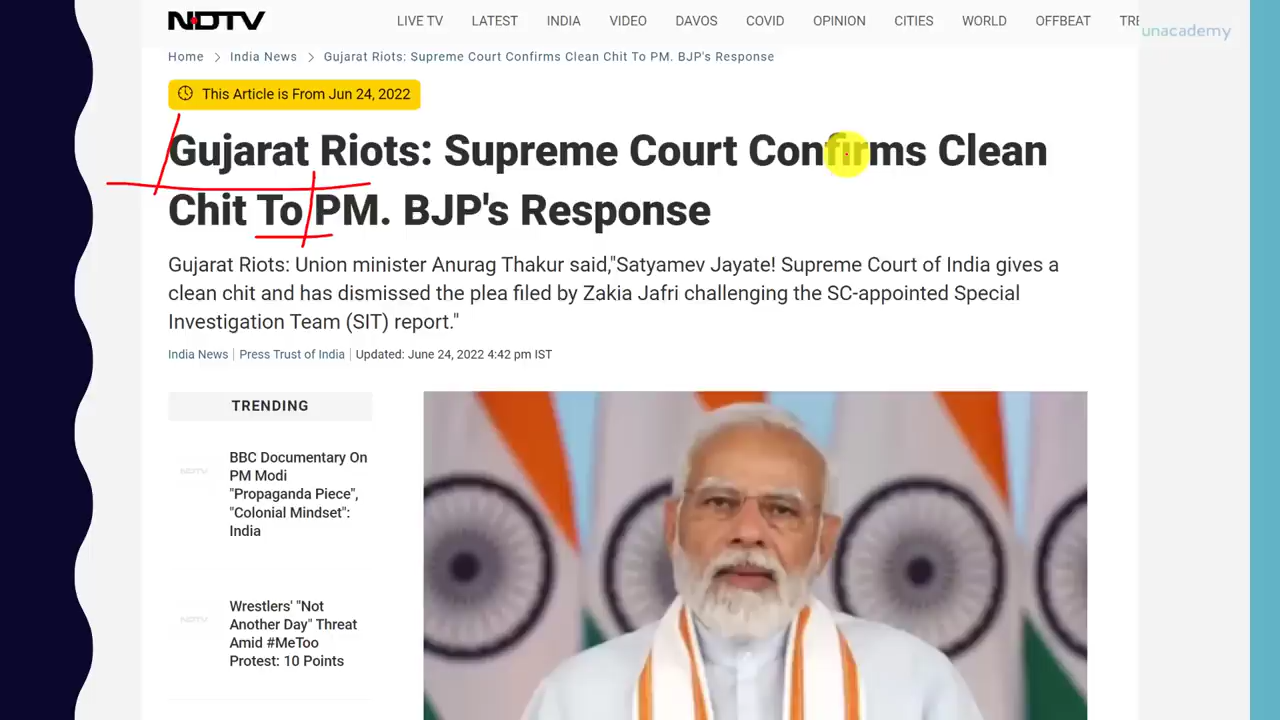 NDTV
LIVE TV LATEST INDIA VIDEO DAVOS COVID OPINION CITIES WORLD OFFBEAT
unacademy
Home > India News > Gujarat Riots: Supreme Court Confirms Clean Chit To PM. BJP's Response
This Article is From Jun 24, 2022
Gujarat Riots: Supreme Court Confirms Clean
Chit To PM. BJP's Response
Gujarat Riots: Union minister Anurag Thakur said,"Satyamev Jayate! Supreme Court of India gives a
clean chit and has dismissed the plea filed by Zakia Jafri challenging the SC-appointed Special
Investigation Team (SIT) report."
India News | Press Trust of India | Updated: June 24, 2022 4:42 pm IST
TRENDING
NDTV
BBC Documentary On
PM Modi
"Propaganda Piece",
"Colonial Mindset":
India
NDTV
Wrestlers' "Not
Another Day" Threat
Amid #MeToo
Protest: 10 Points